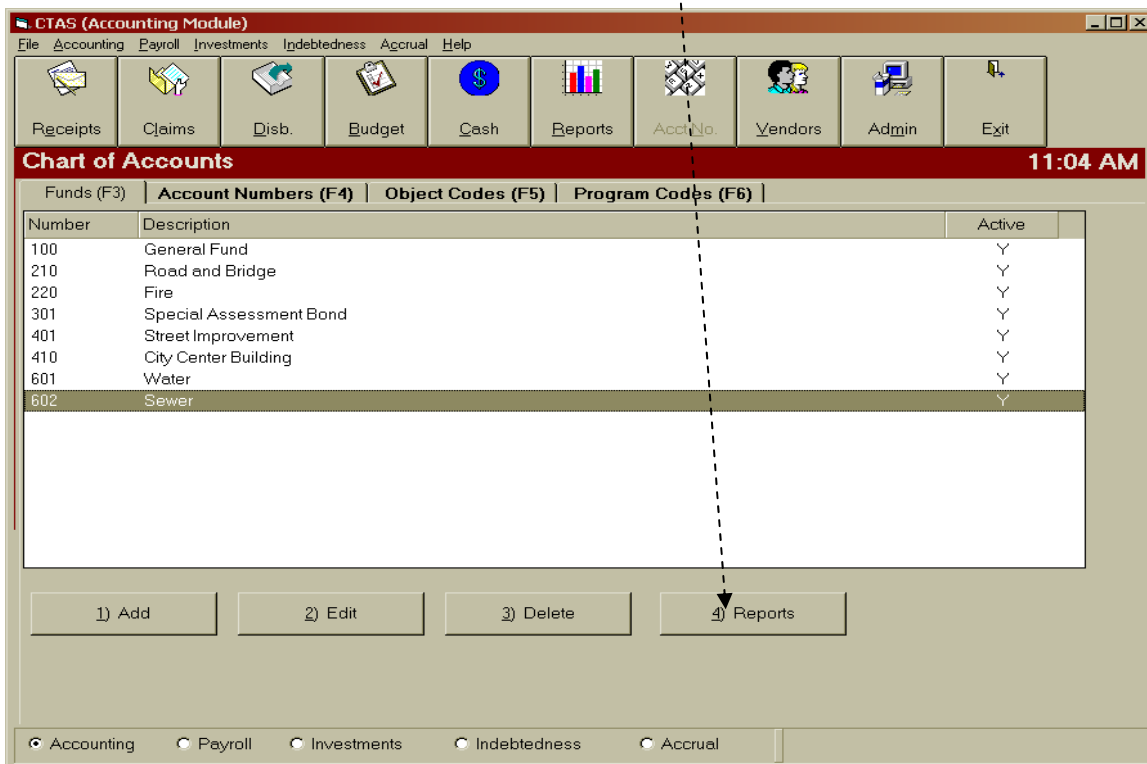 CTAS (Accounting Module)
File Accounting Payroll Investments Indebtedness Accrual Help
Receipts Claims Disb. Budget Cash Reports Acct No. Vendors Admin Exit
Chart of Accounts 11:04 AM
Funds (F3) Account Numbers (F4) Object Codes (F5) Program Codes (F6)
Number Description Active
100 General Fund Y
210 Road and Bridge Y
220 Fire Y
301 Special Assessment Bond Y
401 Street Improvement Y
410 City Center Building Y
601 Water Y
602 Sewer Y
1) Add 2) Edit 3) Delete 4) Reports
Accounting Payroll Investments Indebtedness Accrual